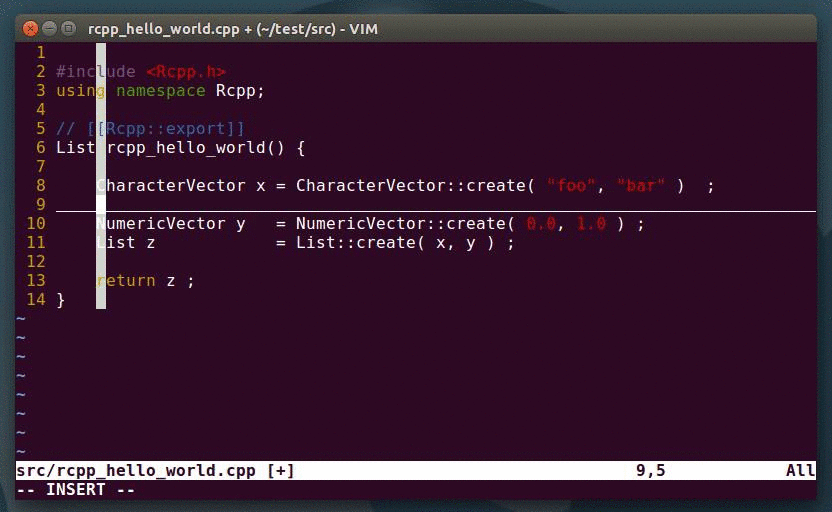 rcpp_hello_world.cpp + (~/test/src) - VIM
1
2 #include <Rcpp.h>
3 using namespace Rcpp;
4
5 // [[Rcpp::export]]
6 List rcpp_hello_world() {
7
8     CharacterVector x = CharacterVector::create( "foo", "bar" )  ;
9
10     NumericVector y   = NumericVector::create( 0.0, 1.0 ) ;
11     List z            = List::create( x, y ) ;
12
13     return z ;
14 }
~
~
~
~
~
~
~
~
src/rcpp_hello_world.cpp [+] 9,5 All
-- INSERT --